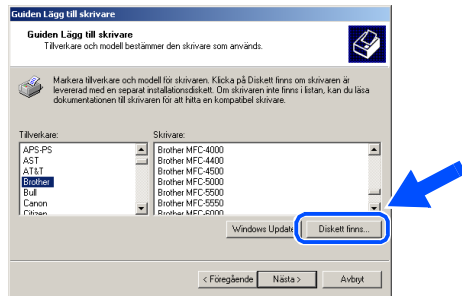 Guiden Lägg till skrivare
Guiden Lägg till skrivare
Tillverkare och modell bestämmer den skrivare som används.
Markera tillverkare och modell för skrivaren. Klicka på Diskett finns om skrivaren är
levererad med en separat installationsdiskett. Om skrivaren inte finns i listan, kan du läsa
dokumentationen till skrivaren för att hitta en kompatibel skrivare.
Tillverkare:
Skrivare:
APS-PS
AST
AT&T
Brother
Bull
Canon
Citizen
Brother MFC-4000
Brother MFC-4400
Brother MFC-4500
Brother MFC-5000
Brother MFC-5500
Brother MFC-5550
Brother MFC-6000
Windows Update
Diskett finns...
< Föregående
Nästa >
Avbryt